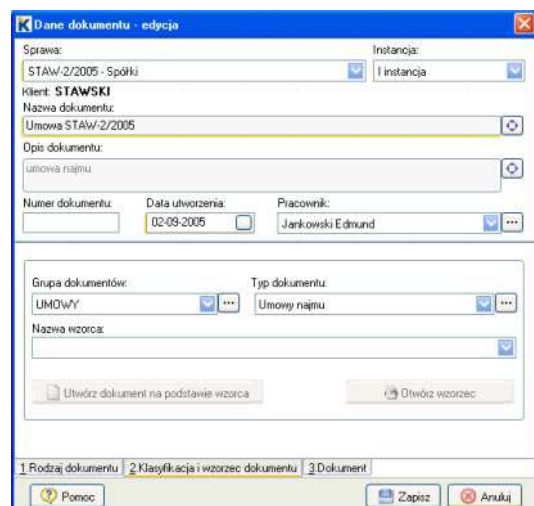 Dane dokumentu - edycja
Sprawa: Instancja:
STAW-2/2005 - Spółki I instancja
Klient: STAWSKI
Nazwa dokumentu:
Umowa STAW-2/2005
Opis dokumentu:
umowa najmu
Numer dokumentu: Data utworzenia: Pracownik:
02-09-2005 Jankowski Edmund
Grupa dokumentów: Typ dokumentu:
UMOWY Umowy najmu
Nazwa wzorca:
Utwórz dokument na podstawie wzorca Otwórz wzorzec
1 Rodzaj dokumentu 2 Klasyfikacja i wzorzec dokumentu 3 Dokument
Pomoc Zapisz Anuluj